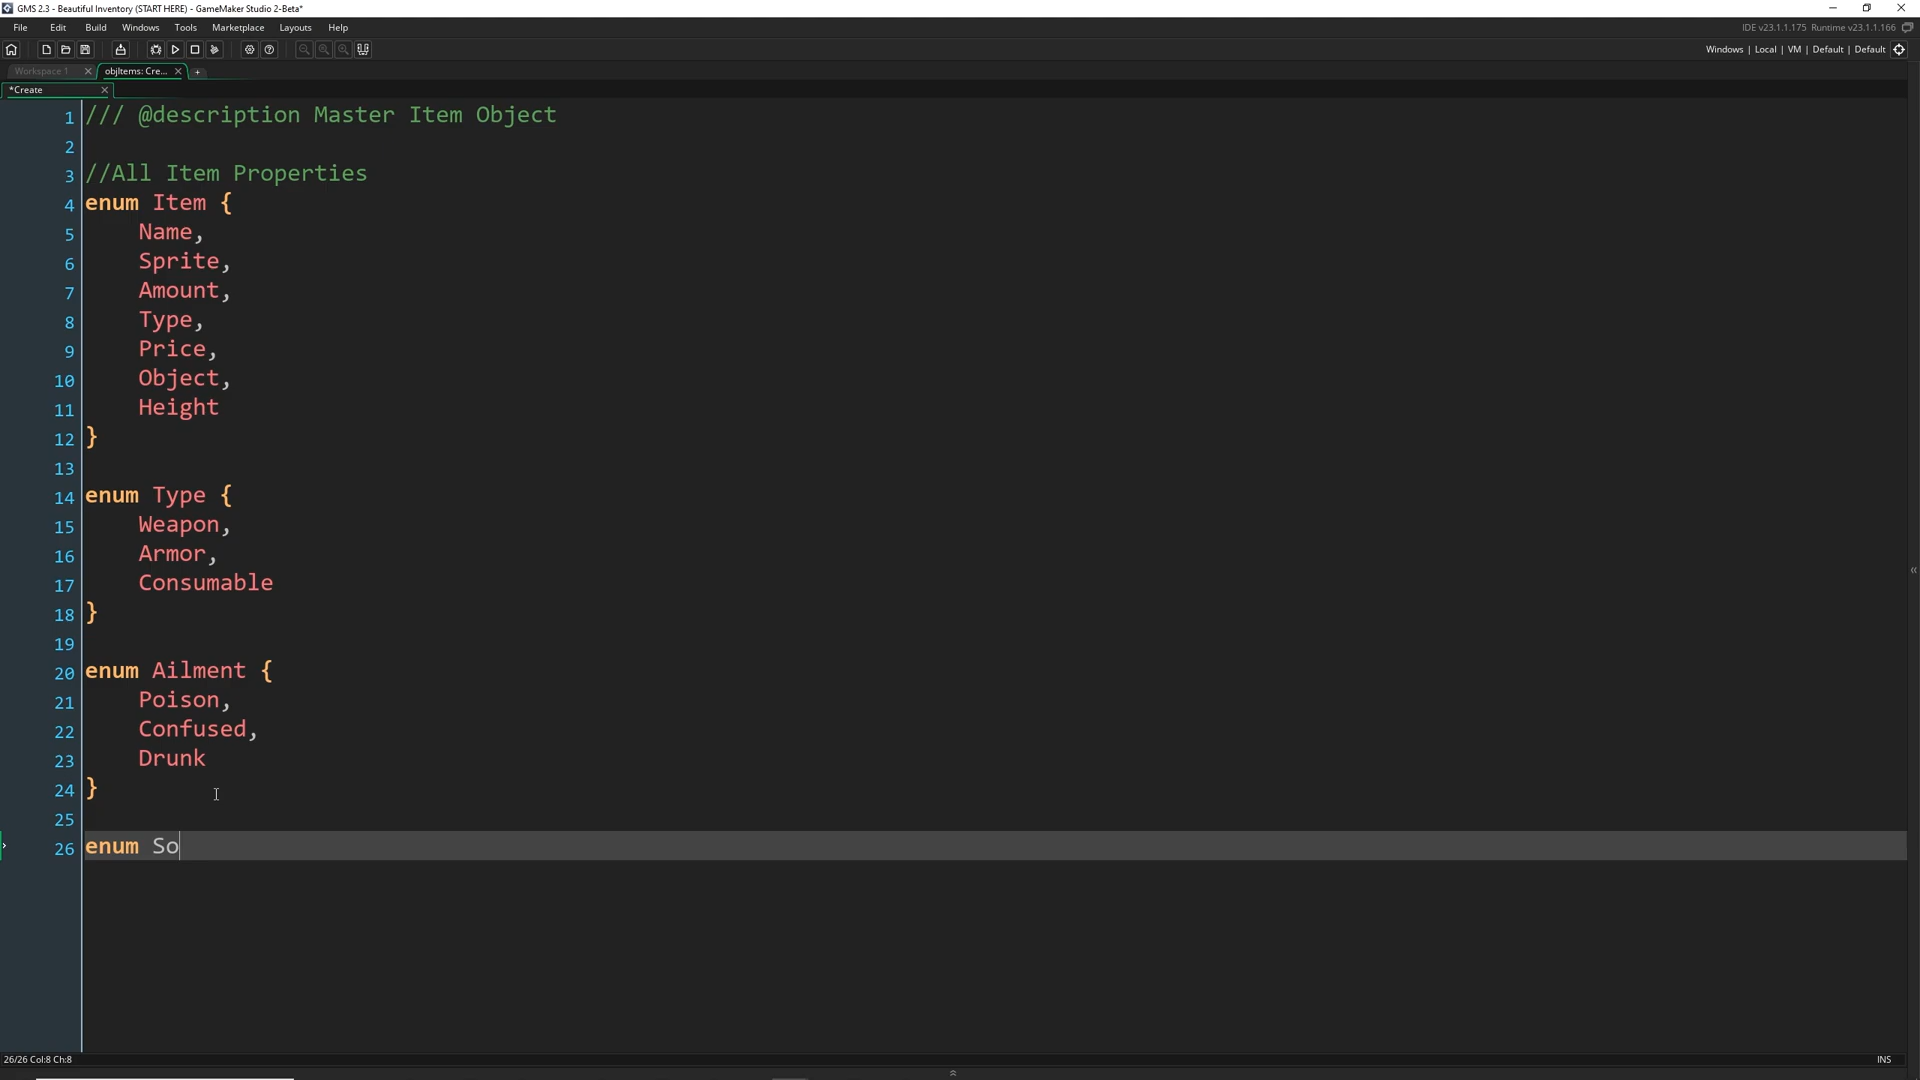 GMS 2.3 - Beautiful Inventory (START HERE) - GameMaker Studio 2-Beta*
File Edit Build Windows Tools Marketplace Layouts Help
IDE v23.1.1.175 Runtime v23.1.1.166
Windows | Local | VM | Default | Default
Workspace 1
objItems: Cre...
*Create
1 /// @description Master Item Object
2
3 //All Item Properties
4 enum Item {
5 Name,
6 Sprite,
7 Amount,
8 Type,
9 Price,
10 Object,
11 Height
12 }
13
14 enum Type {
15 Weapon,
16 Armor,
17 Consumable
18 }
19
20 enum Ailment {
21 Poison,
22 Confused,
23 Drunk
24 }
25
26 enum So
26/26 Col:8 Ch:8
INS